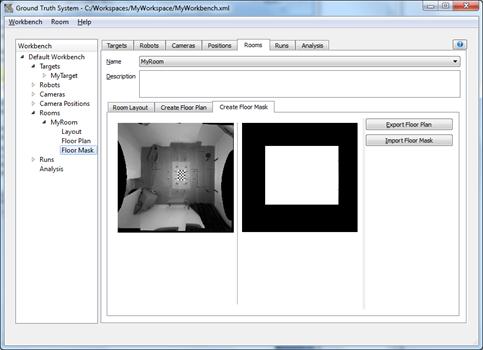 Ground Truth System - C:/Workspaces/MyWorkspace/MyWorkbench.xml
Workbench Room Help
Workbench
Default Workbench
Targets
MyTarget
Robots
Cameras
Camera Positions
Rooms
MyRoom
Layout
Floor Plan
Floor Mask
Runs
Analysis
Targets Robots Cameras Positions Rooms Runs Analysis
Name MyRoom
Description
Room Layout Create Floor Plan Create Floor Mask
Export Floor Plan
Import Floor Mask